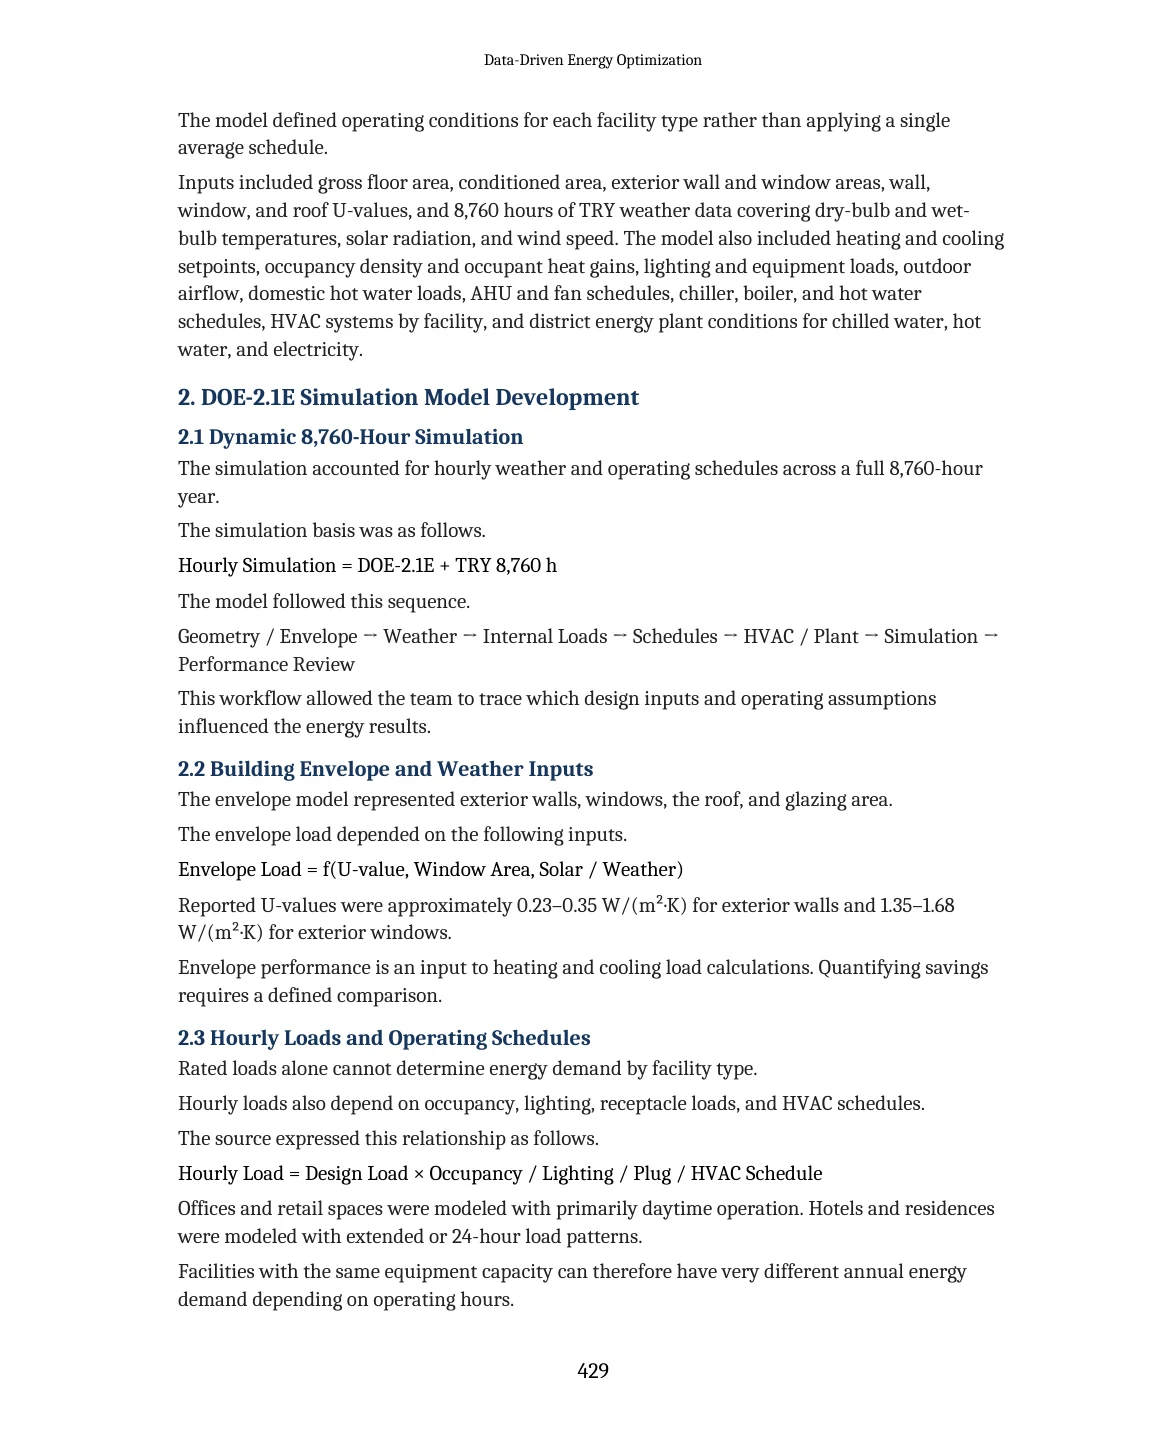 Data-Driven Energy Optimization
The model defined operating conditions for each facility type rather than applying a single
average schedule.
Inputs included gross floor area, conditioned area, exterior wall and window areas, wall,
window, and roof U-values, and 8,760 hours of TRY weather data covering dry-bulb and wet-
bulb temperatures, solar radiation, and wind speed. The model also included heating and cooling
setpoints, occupancy density and occupant heat gains, lighting and equipment loads, outdoor
airflow, domestic hot water loads, AHU and fan schedules, chiller, boiler, and hot water
schedules, HVAC systems by facility, and district energy plant conditions for chilled water, hot
water, and electricity.
2. DOE-2.1E Simulation Model Development
2.1 Dynamic 8,760-Hour Simulation
The simulation accounted for hourly weather and operating schedules across a full 8,760-hour
year.
The simulation basis was as follows.
Hourly Simulation = DOE-2.1E + TRY 8,760 h
The model followed this sequence.
Geometry / Envelope → Weather → Internal Loads → Schedules → HVAC / Plant → Simulation →
Performance Review
This workflow allowed the team to trace which design inputs and operating assumptions
influenced the energy results.
2.2 Building Envelope and Weather Inputs
The envelope model represented exterior walls, windows, the roof, and glazing area.
The envelope load depended on the following inputs.
Envelope Load = f(U-value, Window Area, Solar / Weather)
Reported U-values were approximately 0.23–0.35 W/(m²·K) for exterior walls and 1.35–1.68
W/(m²·K) for exterior windows.
Envelope performance is an input to heating and cooling load calculations. Quantifying savings
requires a defined comparison.
2.3 Hourly Loads and Operating Schedules
Rated loads alone cannot determine energy demand by facility type.
Hourly loads also depend on occupancy, lighting, receptacle loads, and HVAC schedules.
The source expressed this relationship as follows.
Hourly Load = Design Load × Occupancy / Lighting / Plug / HVAC Schedule
Offices and retail spaces were modeled with primarily daytime operation. Hotels and residences
were modeled with extended or 24-hour load patterns.
Facilities with the same equipment capacity can therefore have very different annual energy
demand depending on operating hours.
429